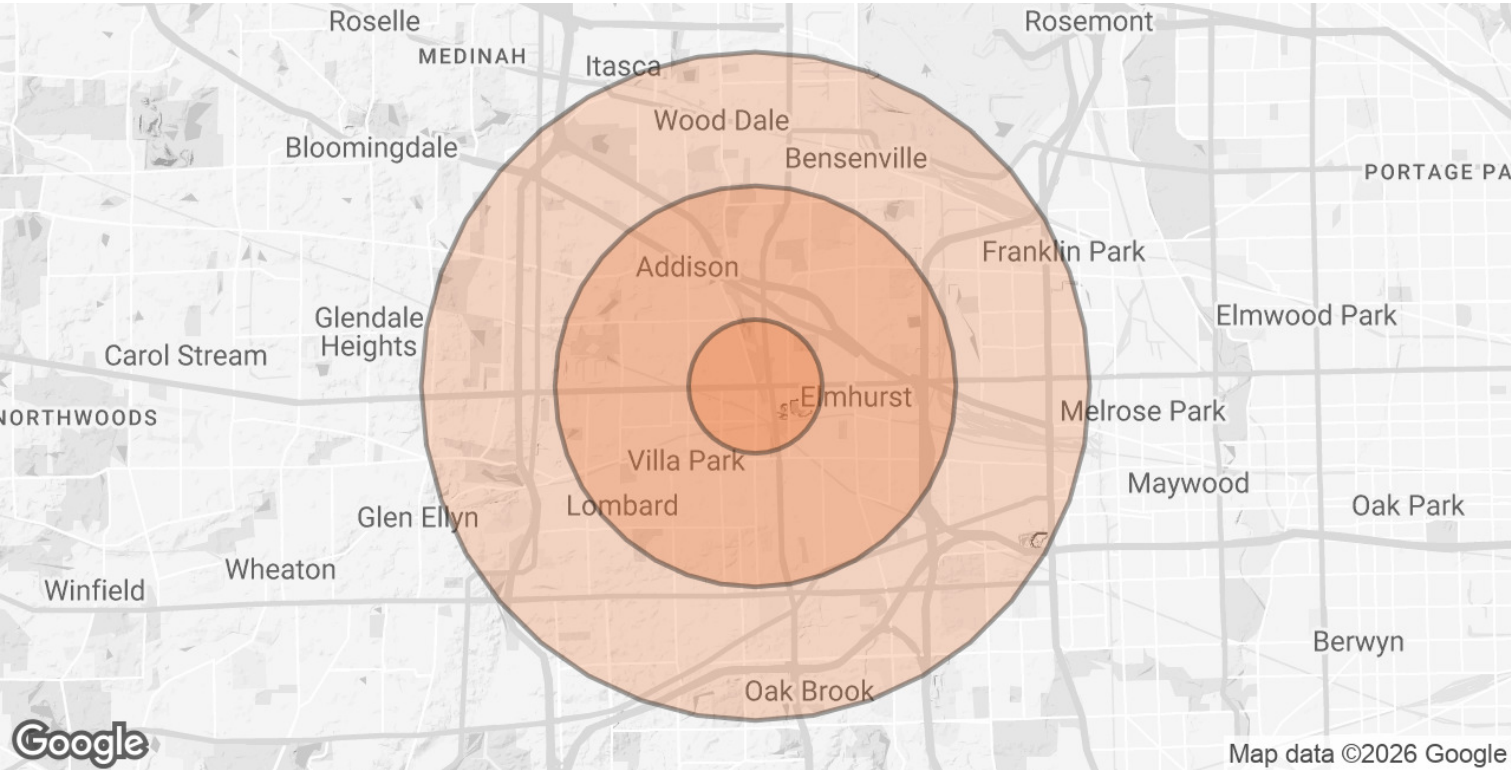 Roselle
Rosemont
MEDINAH
Itasca
Wood Dale
Bloomingdale
Bensenville
PORTAGE PA
Franklin Park
Addison
Glendale
Heights
Elmwood Park
Carol Stream
Elmhurst
NORTHWOODS
Melrose Park
Villa Park
Maywood
Lombard
Oak Park
Glen Ellyn
Wheaton
Winfield
Berwyn
Oak Brook
Google
Map data ©2026 Google